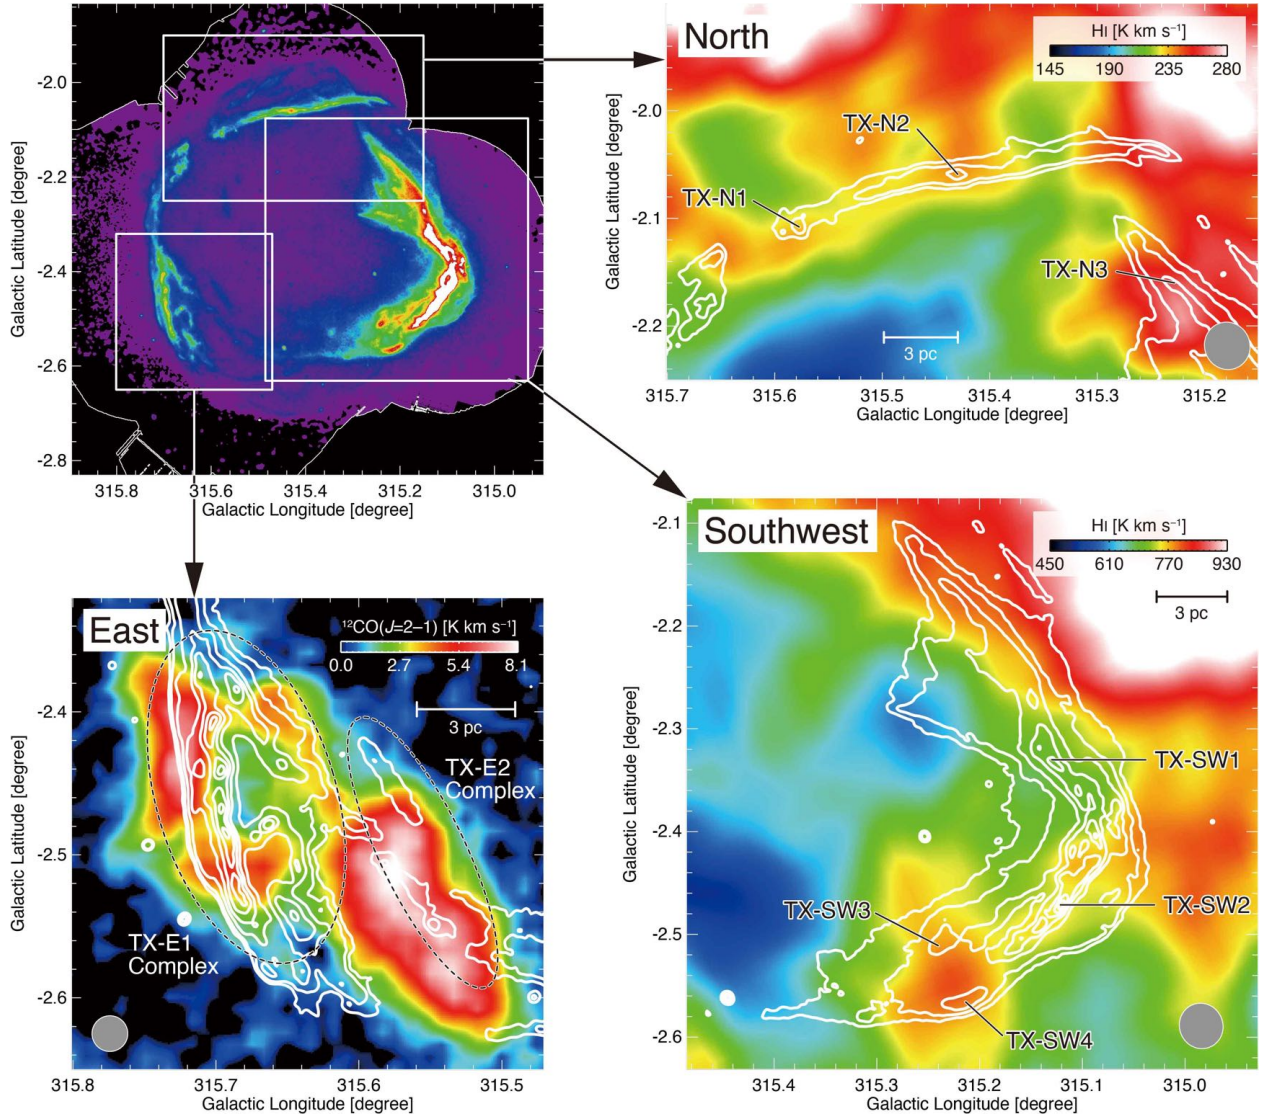 -2.0
-2.2
-2.4
-2.6
-2.8
Galactic Latitude [degree]
315.8 315.6 315.4 315.2 315.0
Galactic Longitude [degree]
North
HI [K km s⁻¹]
145 190 235 280
TX-N2
TX-N1
TX-N3
3 pc
-2.0
-2.1
-2.2
Galactic Latitude [degree]
315.7 315.6 315.5 315.4 315.3 315.2
Galactic Longitude [degree]
East
¹²CO(J=2–1) [K km s⁻¹]
0.0 2.7 5.4 8.1
3 pc
TX-E2
Complex
TX-E1
Complex
-2.4
-2.5
-2.6
Galactic Latitude [degree]
315.8 315.7 315.6 315.5
Galactic Longitude [degree]
Southwest
HI [K km s⁻¹]
450 610 770 930
3 pc
TX-SW1
TX-SW3
TX-SW2
TX-SW4
-2.1
-2.2
-2.3
-2.4
-2.5
-2.6
Galactic Latitude [degree]
315.4 315.3 315.2 315.1 315.0
Galactic Longitude [degree]